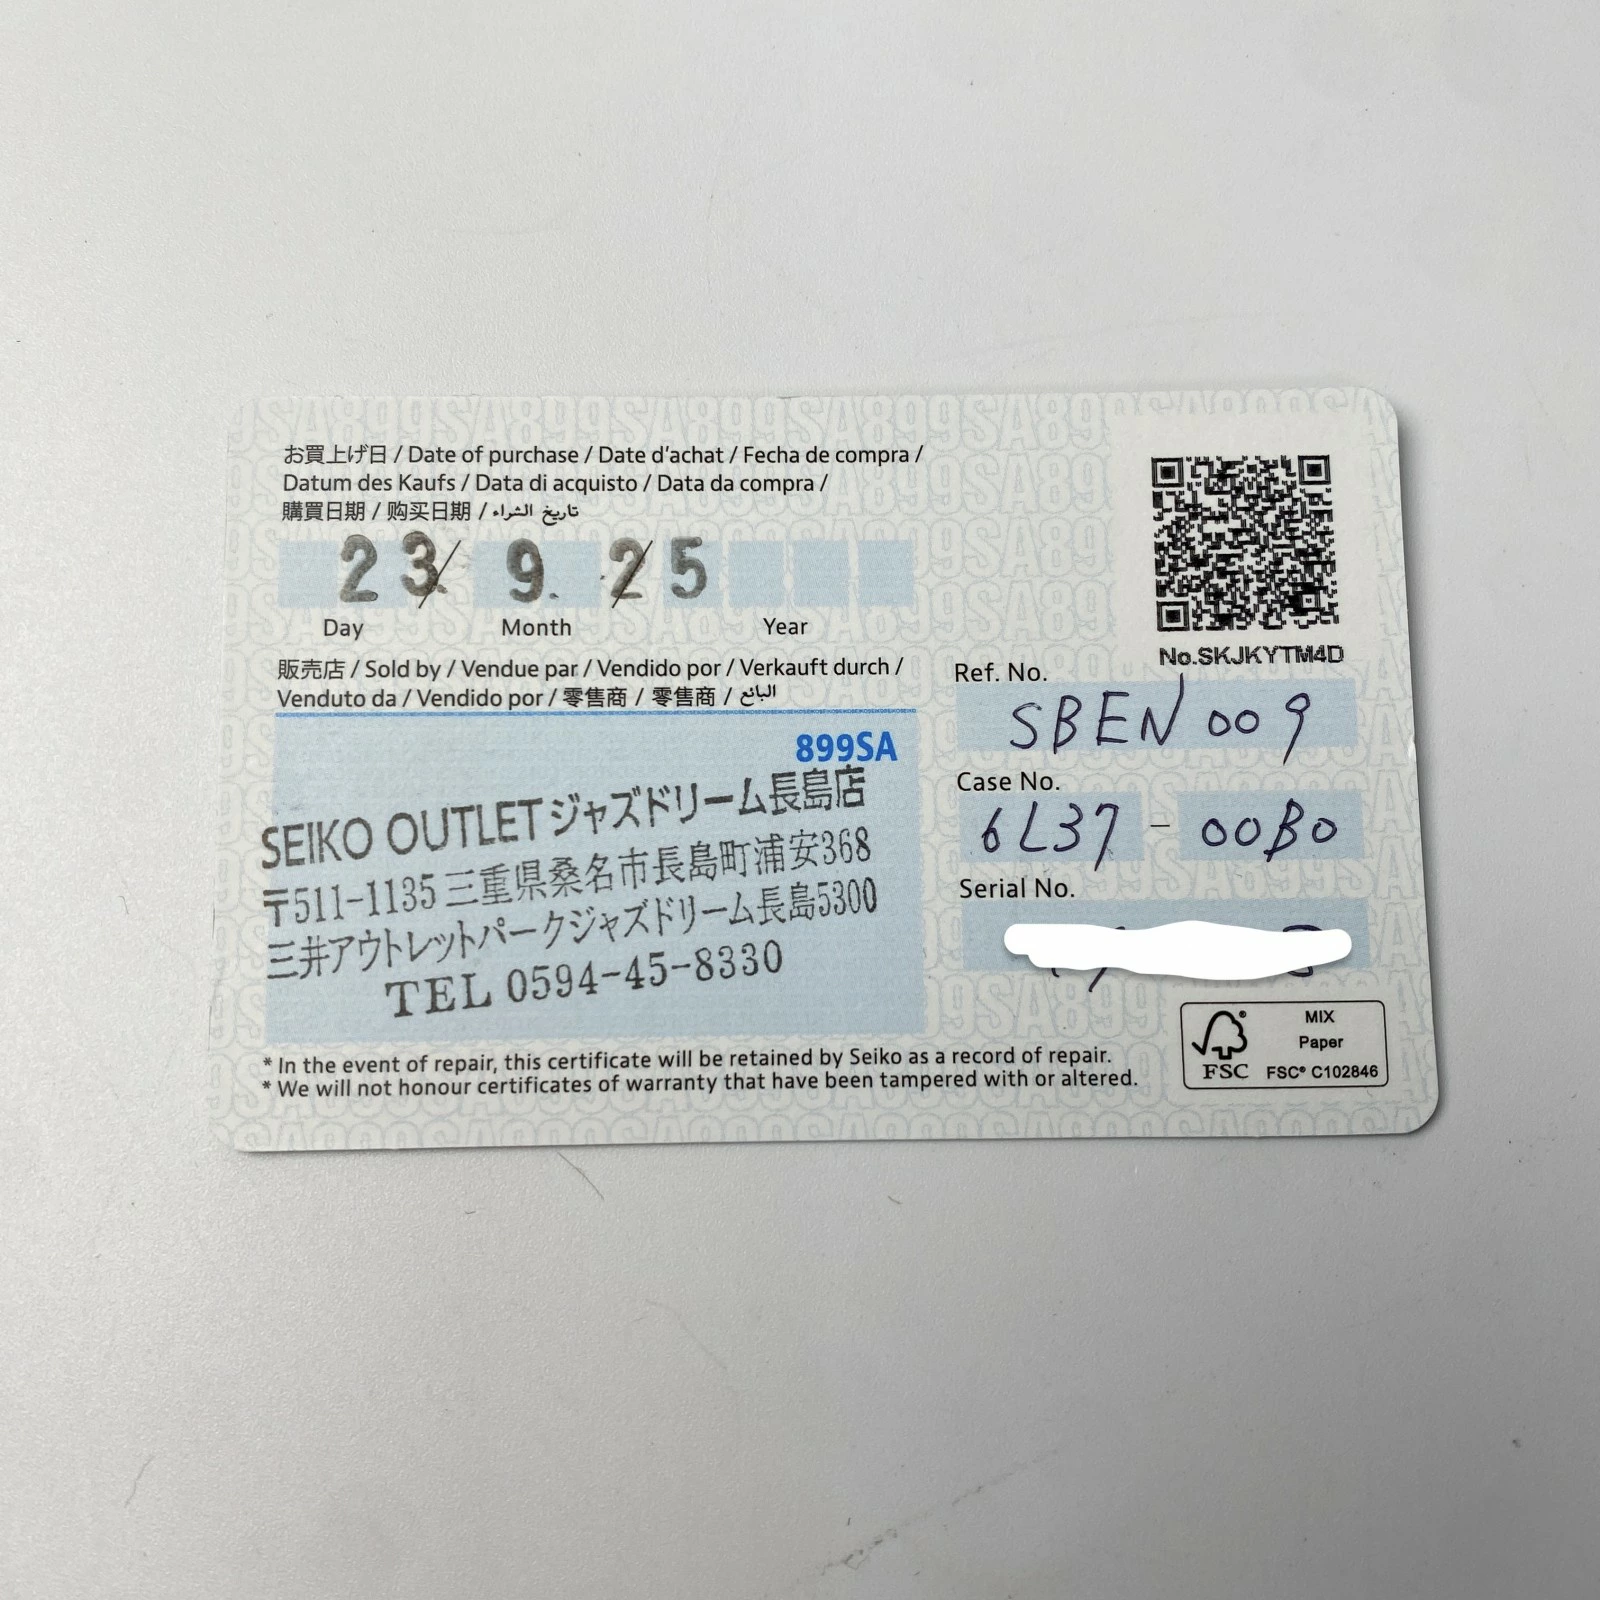 お買上げ日 / Date of purchase / Date d'achat / Fecha de compra /
Datum des Kaufs / Data di acquisto / Data da compra /
購買日期 / 购买日期 / تاريخ الشراء
23/ 9. 25
Day Month Year
販売店 / Sold by / Vendue par / Vendido por / Verkauft durch /
Venduto da / Vendido por / 零售商 / 零售商 / البائع
899SA
SEIKO OUTLETジャズドリーム長島店
〒511-1135 三重県桑名市長島町浦安368
三井アウトレットパークジャズドリーム長島5300
TEL 0594-45-8330
No.SKJKYTM4D
Ref. No.
SBEN009
Case No.
6L37 - 00B0
Serial No.
MIX
Paper
FSC FSC® C102846
* In the event of repair, this certificate will be retained by Seiko as a record of repair.
* We will not honour certificates of warranty that have been tampered with or altered.